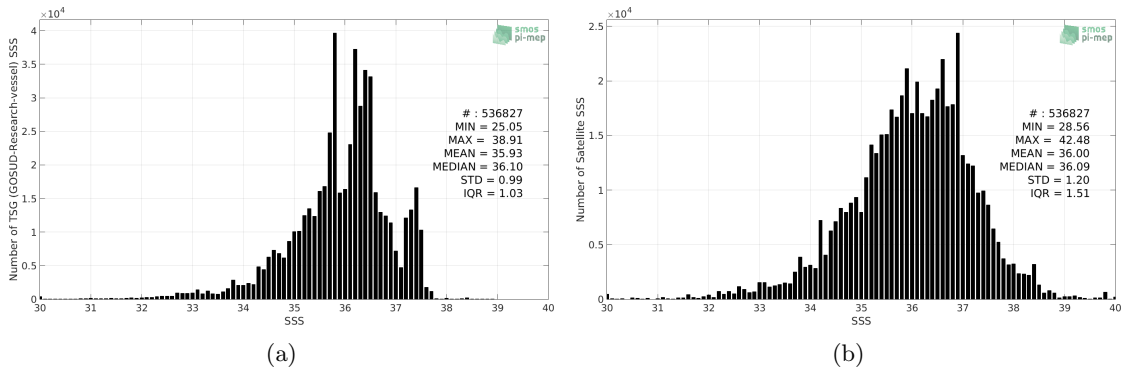 ×10⁴
4
3.5
3
2.5
2
1.5
1
0.5
0
Number of TSG (GOSUD-Research-vessel) SSS
smos
pi-mep
# : 536827
MIN = 25.05
MAX = 38.91
MEAN = 35.93
MEDIAN = 36.10
STD = 0.99
IQR = 1.03
30 31 32 33 34 35 36 37 38 39 40
SSS
(a)
×10⁴
2.5
2
1.5
1
0.5
0
Number of Satellite SSS
smos
pi-mep
# : 536827
MIN = 28.56
MAX = 42.48
MEAN = 36.00
MEDIAN = 36.09
STD = 1.20
IQR = 1.51
30 31 32 33 34 35 36 37 38 39 40
SSS
(b)